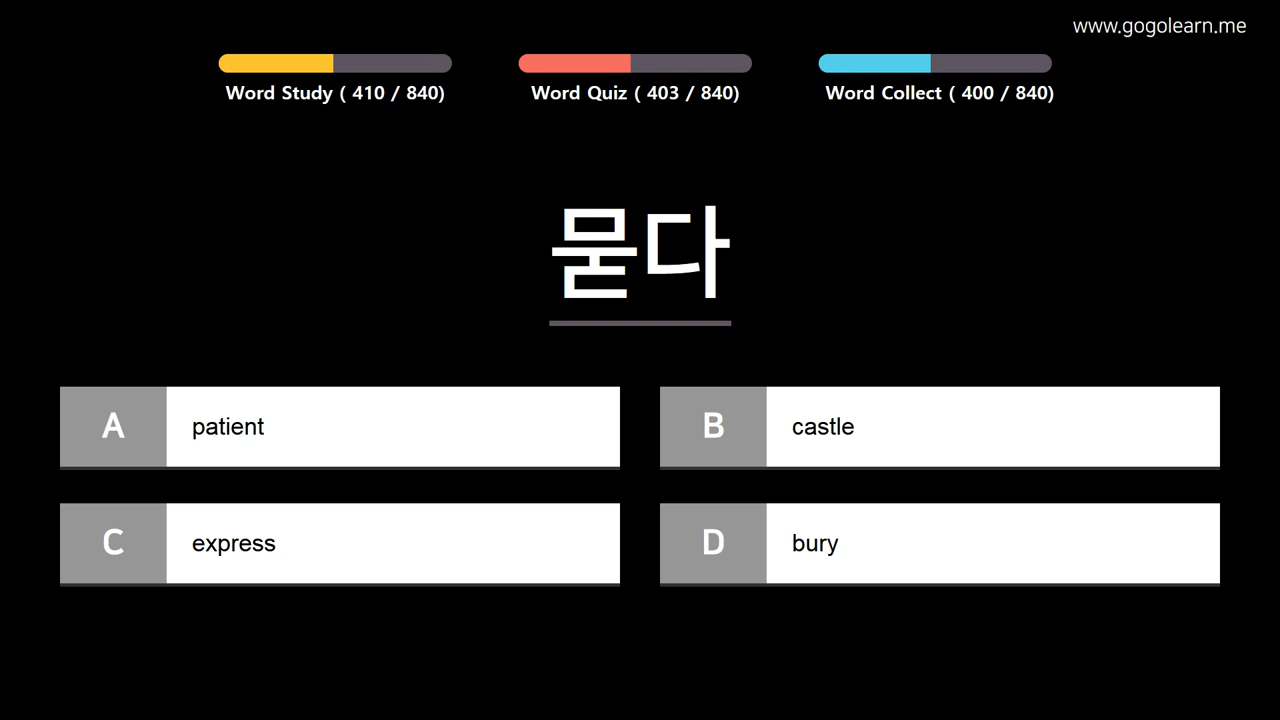 www.gogolearn.me
Word Study ( 410 / 840)
Word Quiz ( 403 / 840)
Word Collect ( 400 / 840)
묻다
A patient
B castle
C express
D bury